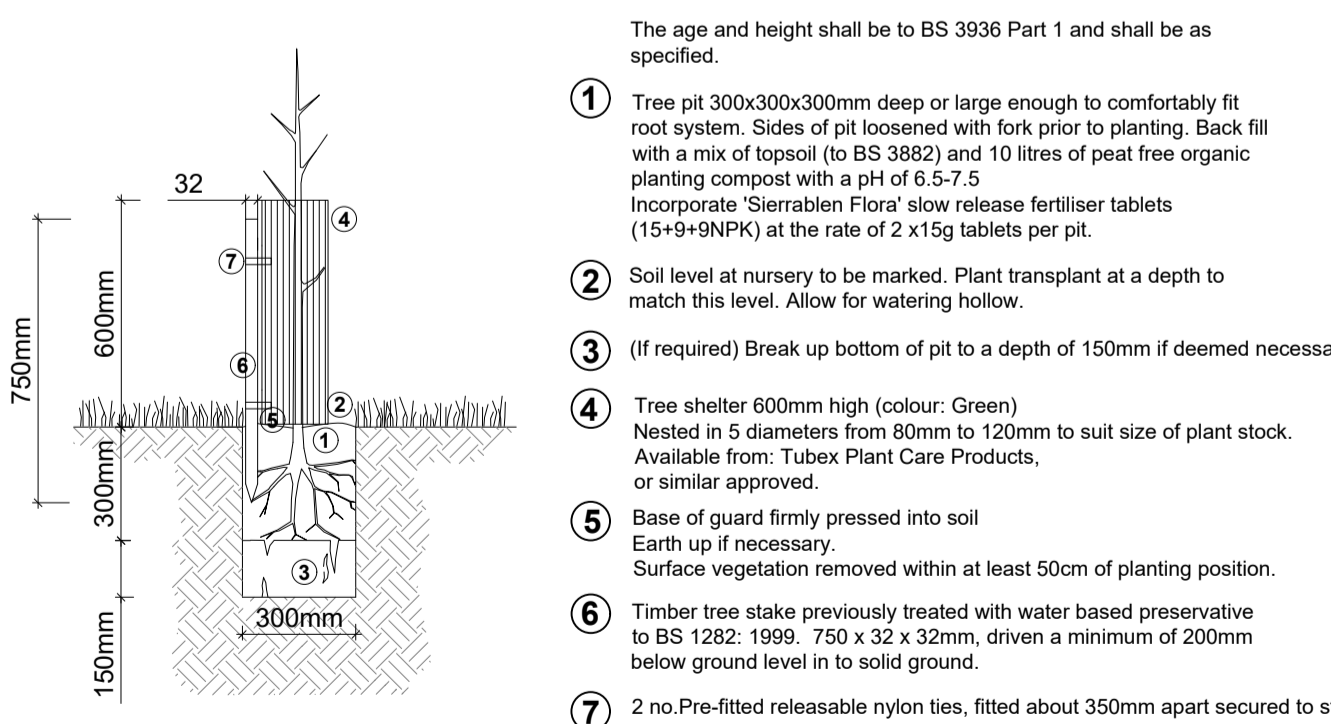 The age and height shall be to BS 3936 Part 1 and shall be as
specified.
1
Tree pit 300x300x300mm deep or large enough to comfortably fit
root system. Sides of pit loosened with fork prior to planting. Back fill
with a mix of topsoil (to BS 3882) and 10 litres of peat free organic
planting compost with a pH of 6.5-7.5
Incorporate 'Sierrablen Flora' slow release fertiliser tablets
(15+9+9NPK) at the rate of 2 x15g tablets per pit.
2
Soil level at nursery to be marked. Plant transplant at a depth to
match this level. Allow for watering hollow.
3
(If required) Break up bottom of pit to a depth of 150mm if deemed necessa
4
Tree shelter 600mm high (colour: Green)
Nested in 5 diameters from 80mm to 120mm to suit size of plant stock.
Available from: Tubex Plant Care Products,
or similar approved.
5
Base of guard firmly pressed into soil
Earth up if necessary.
Surface vegetation removed within at least 50cm of planting position.
6
Timber tree stake previously treated with water based preservative
to BS 1282: 1999. 750 x 32 x 32mm, driven a minimum of 200mm
below ground level in to solid ground.
7
2 no.Pre-fitted releasable nylon ties, fitted about 350mm apart secured to s
32
4
7
600mm
750mm
6
2
5
1
300mm
3
300mm
150mm